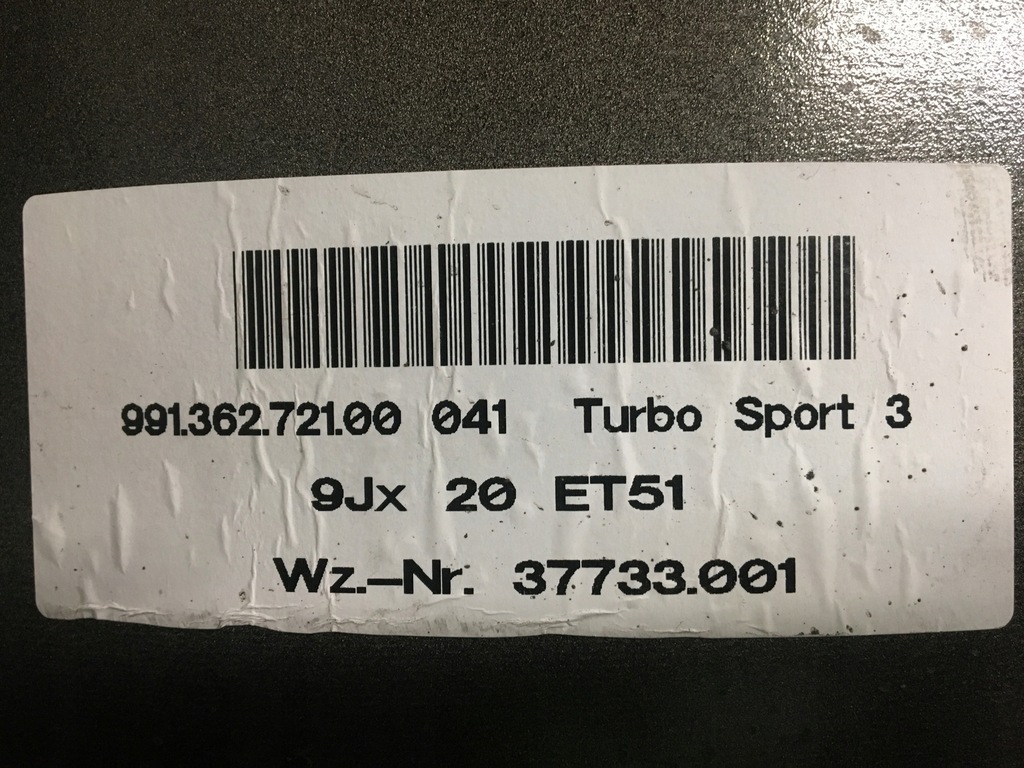 991.362.721.00 041 Turbo Sport 3
9Jx 20 ET51
Wz.-Nr. 37733.001